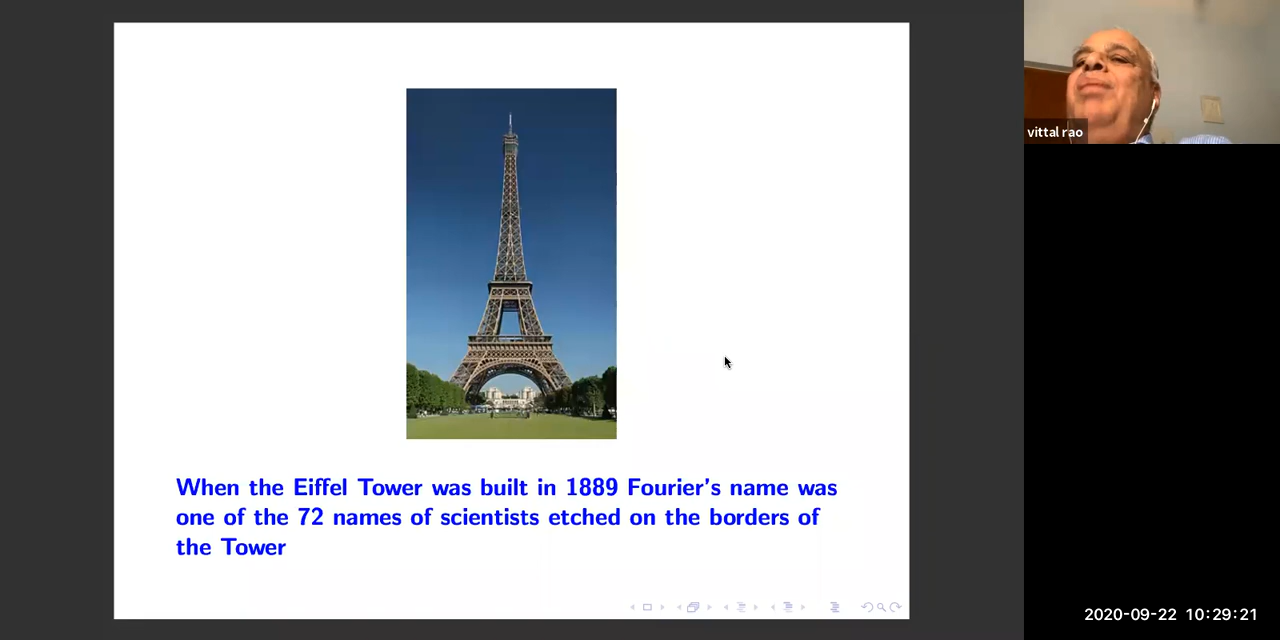 vittal rao
When the Eiffel Tower was built in 1889 Fourier's name was
one of the 72 names of scientists etched on the borders of
the Tower
2020-09-22 10:29:21